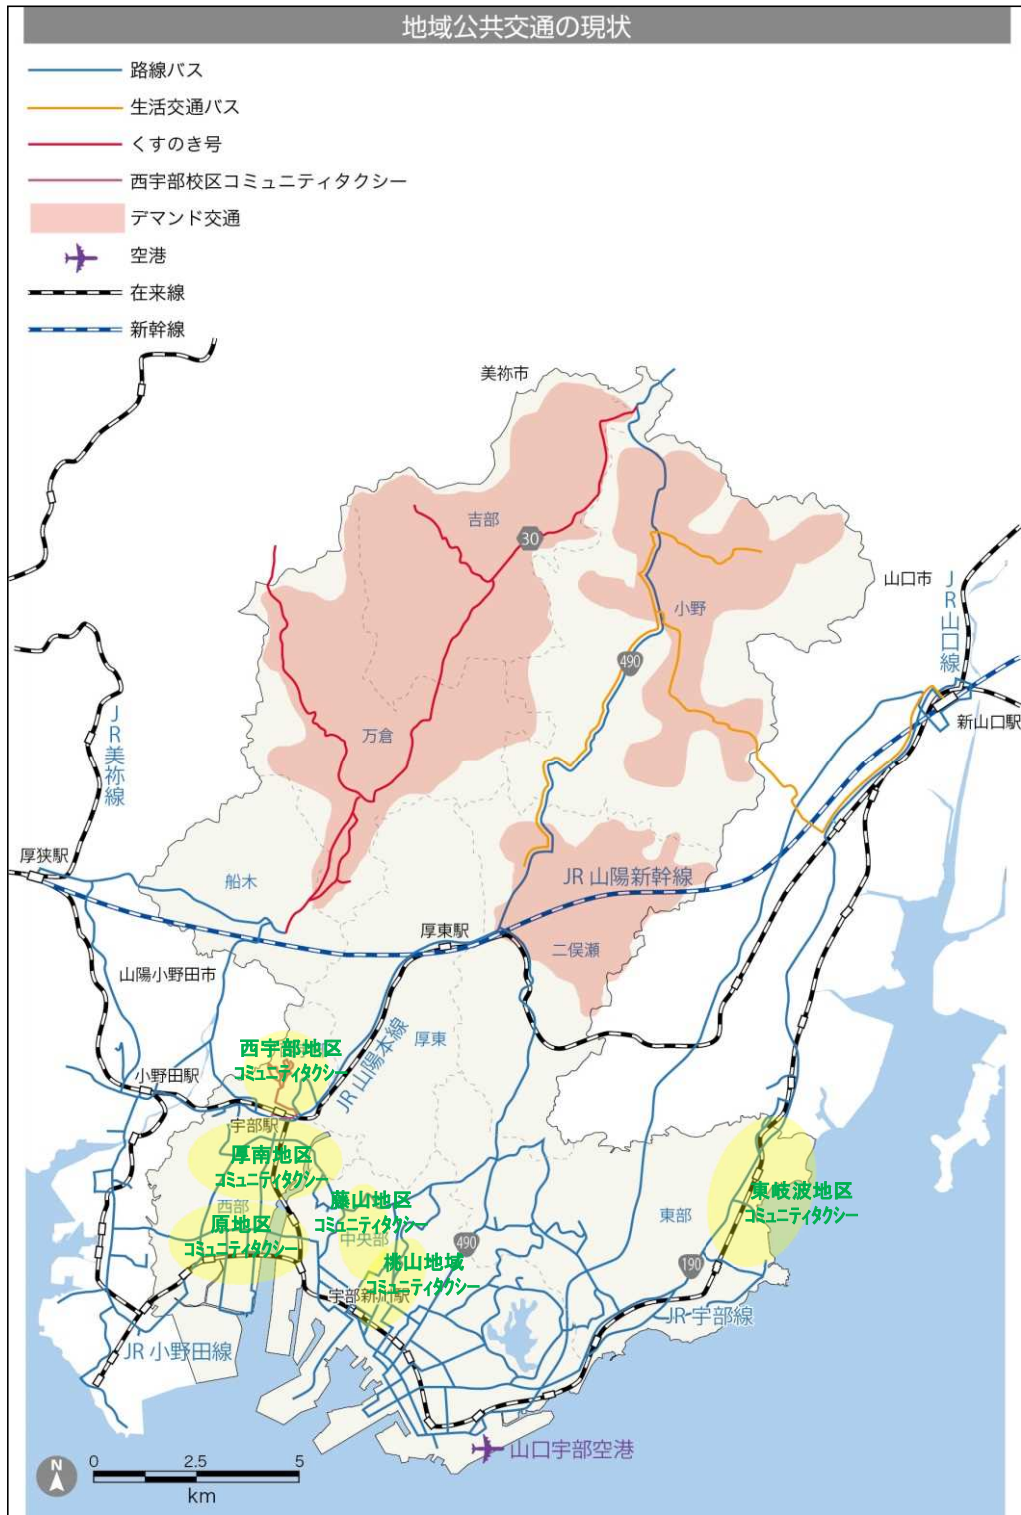 地域公共交通の現状
路線バス
生活交通バス
くすのき号
西宇部校区コミュニティタクシー
デマンド交通
空港
在来線
新幹線
美祢市
吉部
30
山口市
JR山口線
小野
490
新山口駅
万倉
JR美祢線
厚狭駅
船木
JR 山陽新幹線
厚東駅
二俣瀬
山陽小野田市
厚東
JR 山陽本線
西宇部地区
コミュニティタクシー
小野田駅
宇部駅
厚南地区
コミュニティタクシー
西部
藤山地区
コミュニティタクシー
東岐波地区
コミュニティタクシー
原地区
コミュニティタクシー
中央部
東部
490
桃山地域
コミュニティタクシー
190
宇部新川駅
JR 宇部線
JR 小野田線
山口宇部空港
N
0 2.5 5
km